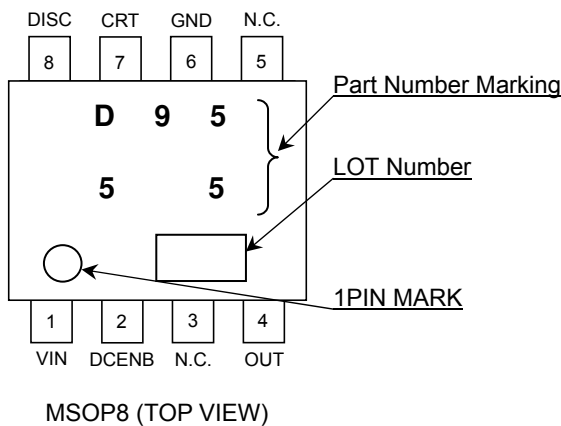 DISC CRT GND N.C.
8 7 6 5
Part Number Marking
D 9 5
LOT Number
5 5
1PIN MARK
1 2 3 4
VIN DCENB N.C. OUT
MSOP8 (TOP VIEW)